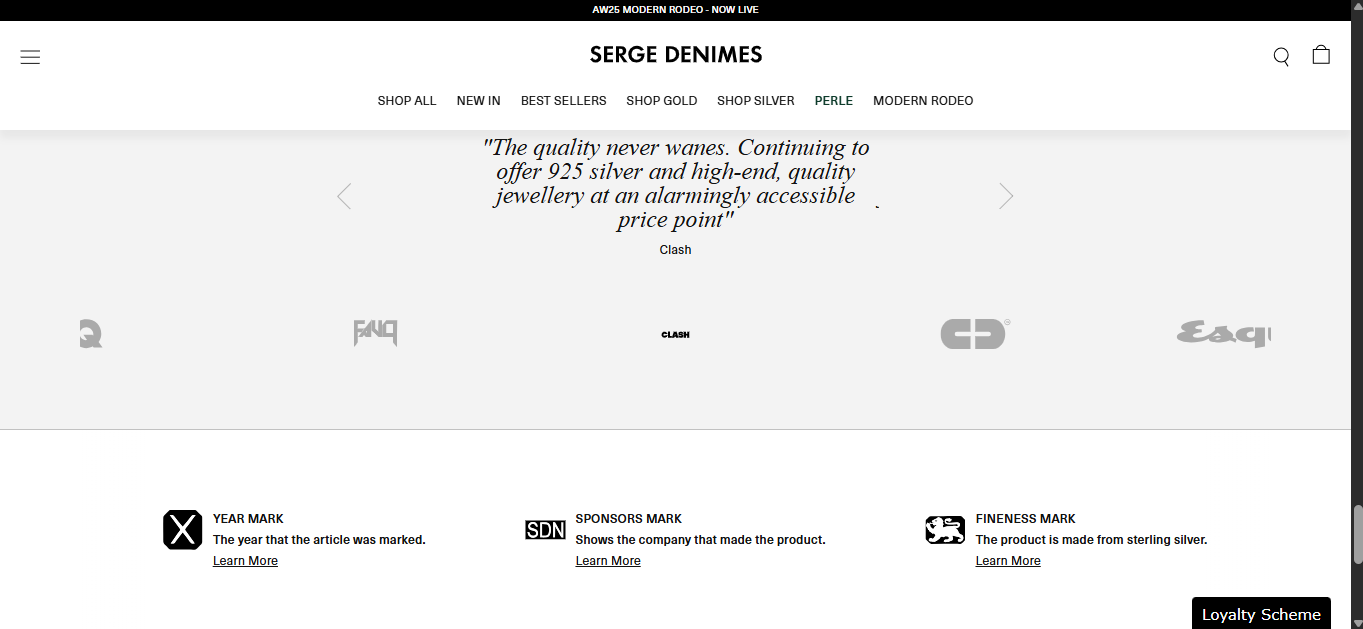 AW25 MODERN RODEO - NOW LIVE
SERGE DENIMES
SHOP ALL NEW IN BEST SELLERS SHOP GOLD SHOP SILVER PERLE MODERN RODEO
"The quality never wanes. Continuing to
offer 925 silver and high-end, quality
jewellery at an alarmingly accessible
price point"
Clash
Q FAULT CLASH Esqu
X YEAR MARK
The year that the article was marked.
Learn More
SDN SPONSORS MARK
Shows the company that made the product.
Learn More
FINENESS MARK
The product is made from sterling silver.
Learn More
Loyalty Scheme